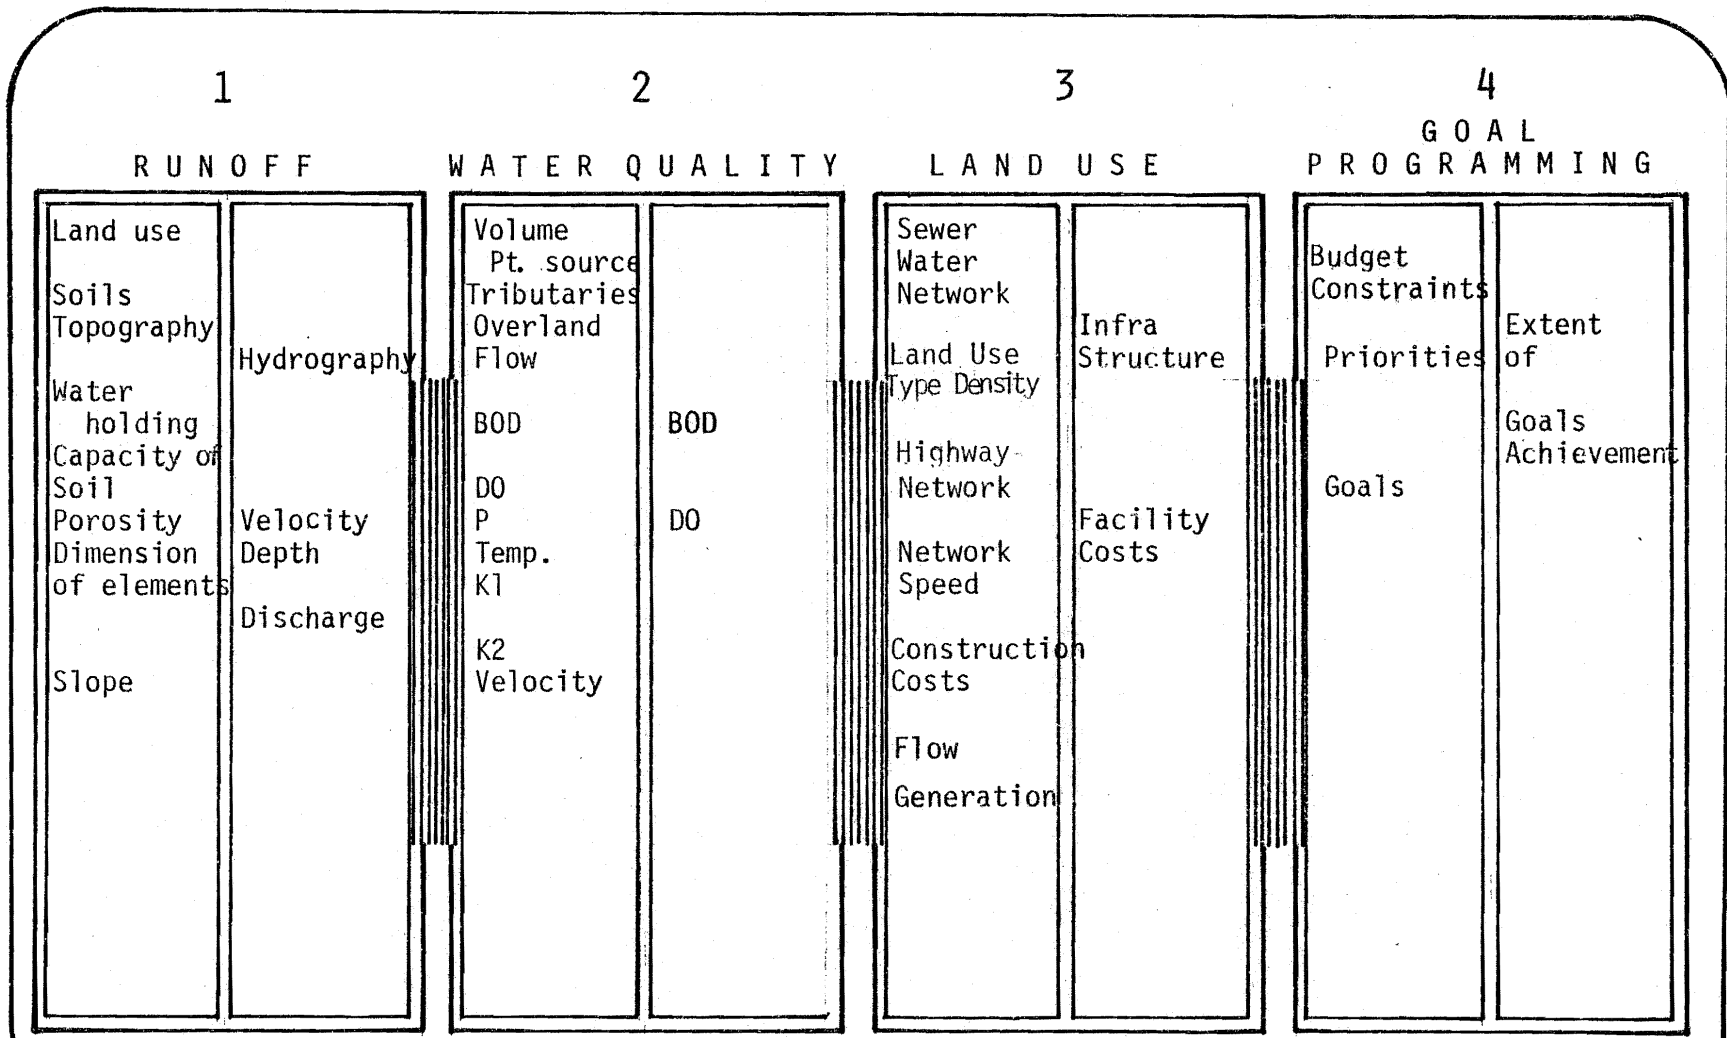 1
RUNOFF
Land use
Soils
Topography
Water
holding
Capacity of
Soil
Porosity
Dimension
of elements
Slope
Hydrography
Velocity
Depth
Discharge
2
WATER QUALITY
Volume
Pt. source
Tributaries
Overland
Flow
BOD
DO
P
Temp.
K1
K2
Velocity
BOD
DO
3
LAND USE
Sewer
Water
Network
Land Use
Type Density
Highway
Network
Network
Speed
Construction
Costs
Flow
Generation
Infra
Structure
Facility
Costs
4
GOAL
PROGRAMMING
Budget
Constraints
Priorities
Goals
Extent
of
Goals
Achievement